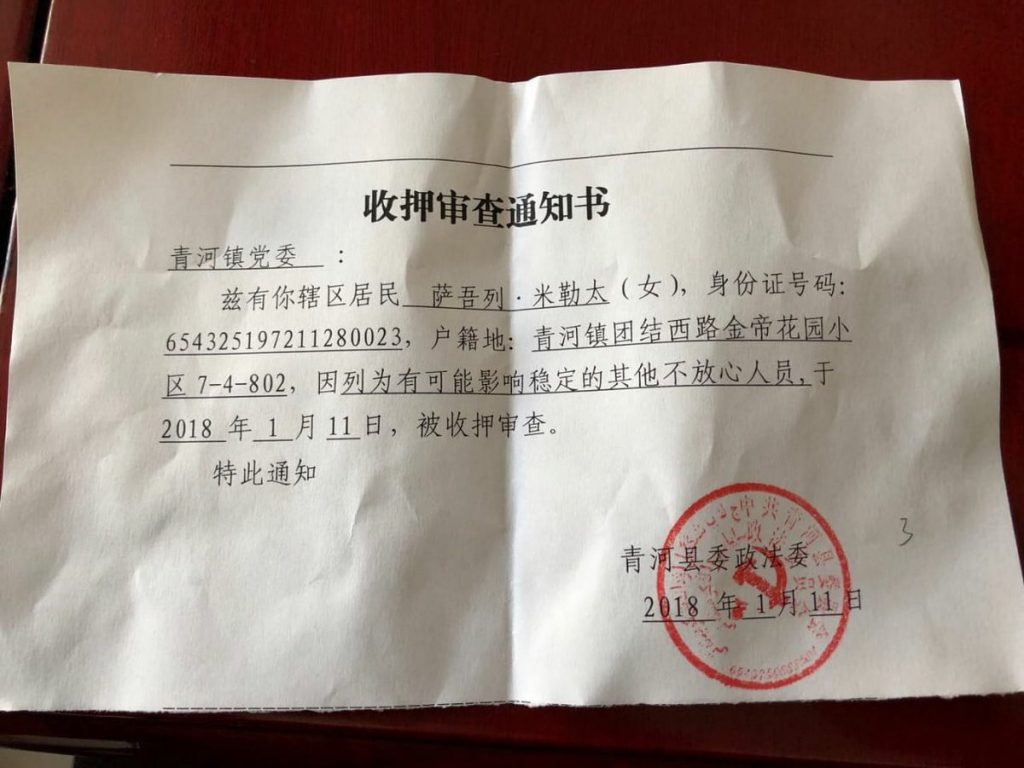 收押审查通知书
青河镇党委 :
兹有你辖区居民 萨吾列·米勒太(女), 身份证号码:
654325197211280023, 户籍地: 青河镇团结西路金帝花园小
区 7-4-802, 因列为有可能影响稳定的其他不放心人员,于
2018 年 1 月 11 日, 被收押审查。
特此通知
3
青河县委政法委
2018 年 1 月 11 日
中共青河县委